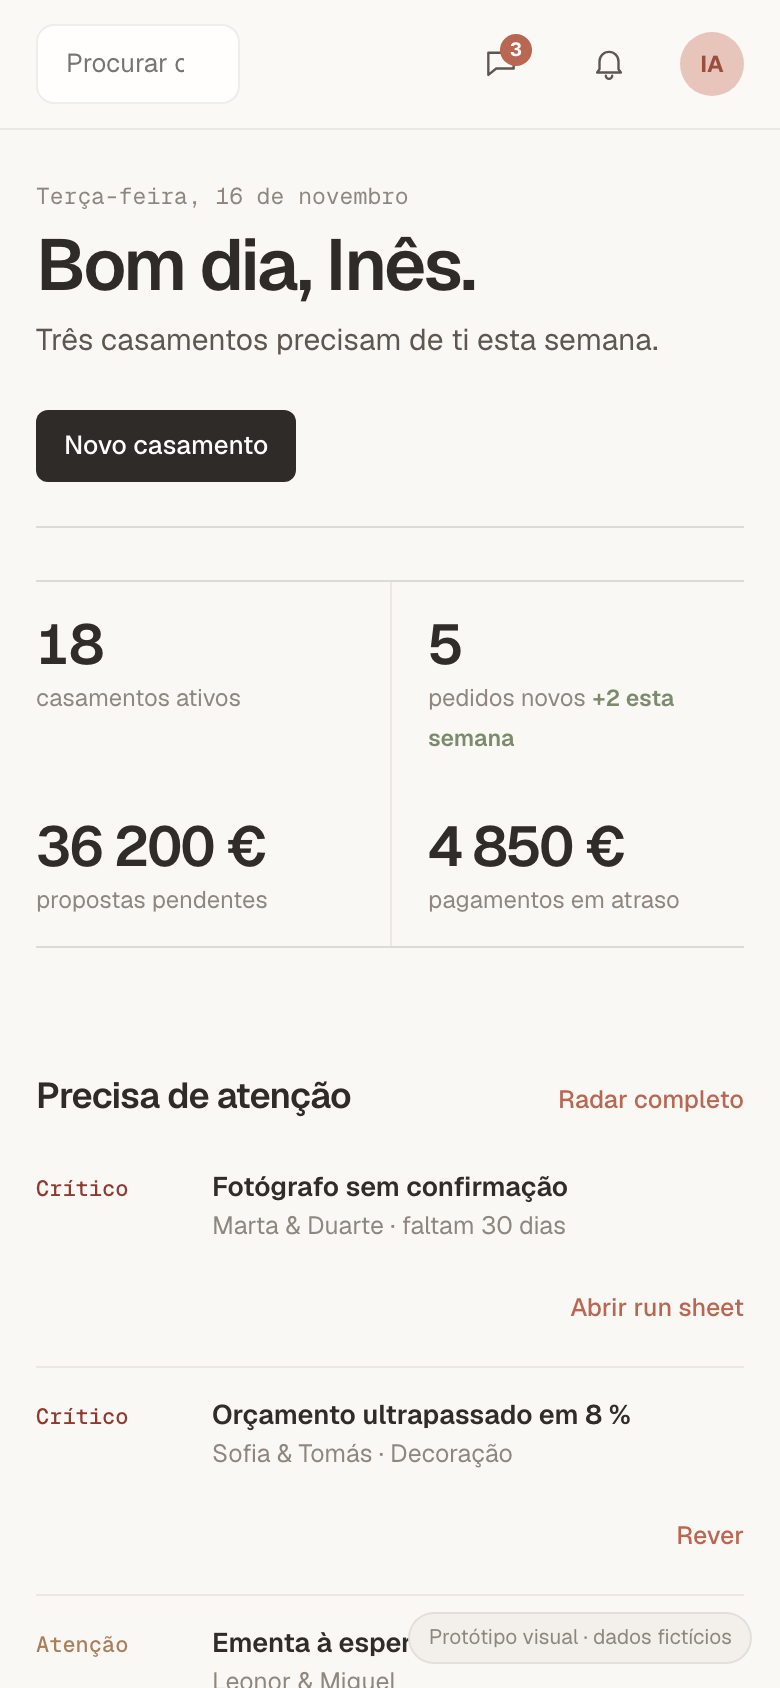 Procurar c
3
IA
Terça-feira, 16 de novembro
Bom dia, Inês.
Três casamentos precisam de ti esta semana.
Novo casamento
18
casamentos ativos
5
pedidos novos +2 esta
semana
36 200 €
propostas pendentes
4 850 €
pagamentos em atraso
Precisa de atenção
Radar completo
Crítico
Fotógrafo sem confirmação
Marta & Duarte · faltam 30 dias
Abrir run sheet
Crítico
Orçamento ultrapassado em 8 %
Sofia & Tomás · Decoração
Rever
Atenção
Ementa à esper
Protótipo visual · dados fictícios
Leonor & Miguel